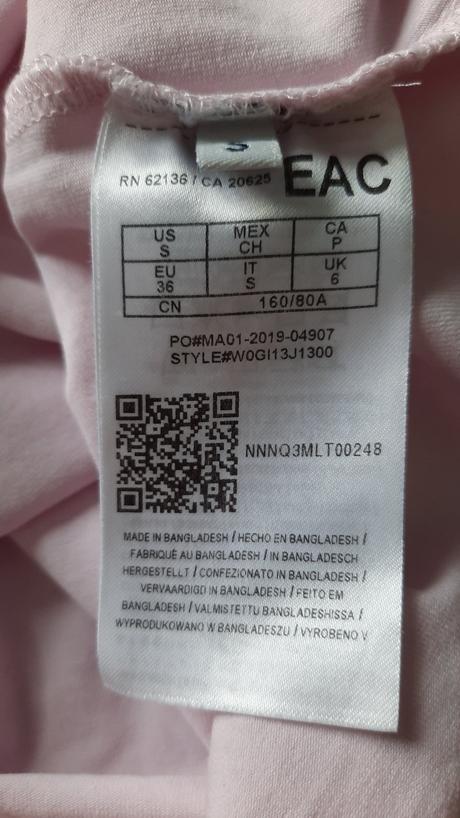 S
RN 62136 / CA 20625 EAC
US MEX CA
S CH P
EU IT UK
36 S 6
CN 160/80A
PO#MA01-2019-04907
STYLE#W0GI13J1300
NNNQ3MLT00248
MADE IN BANGLADESH / HECHO EN BANGLADESH /
FABRIQUÉ AU BANGLADESH / IN BANGLADESCH
HERGESTELLT / CONFEZIONATO IN BANGLADESH /
VERVAARDIGD IN BANGLADESH / FEITO EM
BANGLADESH / VALMISTETTU BANGLADESHISSA /
WYPRODUKOWANO W BANGLADESZU / VYROBENO V